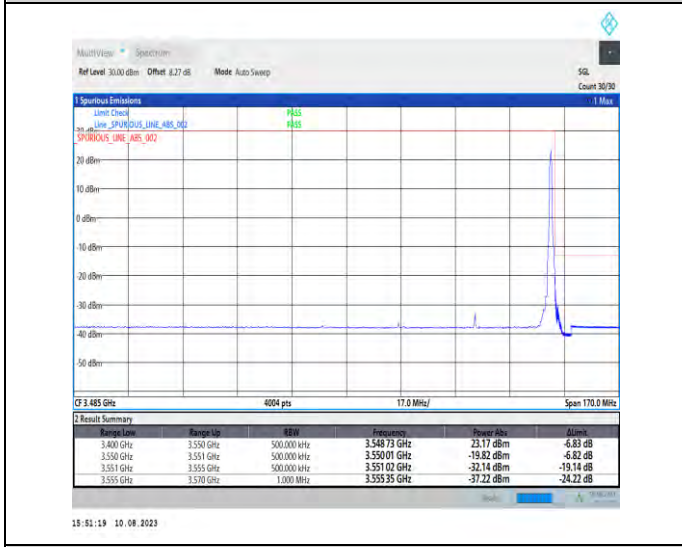 MultiView Spectrum
Ref Level 30.00 dBm Offset 8.27 dB Mode Auto Sweep SGL
Count 30/30
1 Spurious Emissions 1 Max
Limit Check PASS
Line _SPURIOUS_LINE_ABS_002 PASS
_SPURIOUS_LINE_ABS_002
20 dBm
10 dBm
0 dBm
-10 dBm
-20 dBm
-30 dBm
-40 dBm
-50 dBm
CF 3.485 GHz 4004 pts 17.0 MHz/ Span 170.0 MHz
2 Result Summary
Range Low Range Up RBW Frequency Power Abs ΔLimit
3.400 GHz 3.550 GHz 500.000 kHz 3.548 73 GHz 23.17 dBm -6.83 dB
3.550 GHz 3.551 GHz 500.000 kHz 3.550 01 GHz -19.82 dBm -6.82 dB
3.551 GHz 3.555 GHz 500.000 kHz 3.551 02 GHz -32.14 dBm -19.14 dB
3.555 GHz 3.570 GHz 1.000 MHz 3.555 35 GHz -37.22 dBm -24.22 dB
15:51:19 10.08.2023